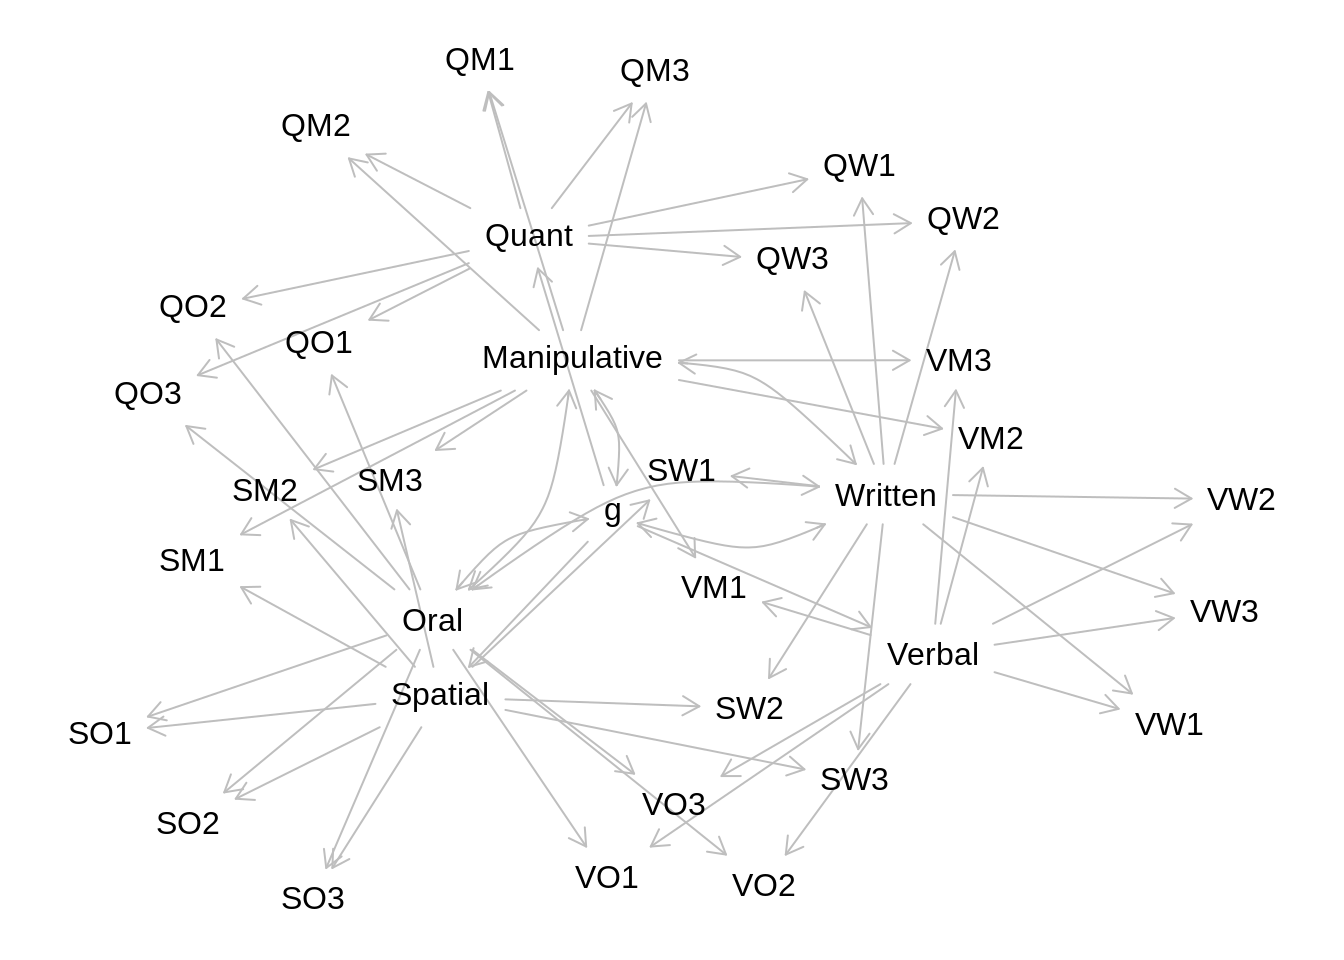 QM1
QM3
QM2
QW1
QW2
Quant
QW3
QO2
QO1
Manipulative
VM3
QO3
VM2
SW1
SM3
SM2
Written
VW2
g
SM1
VM1
VW3
Oral
Verbal
Spatial
SW2
VW1
SO1
SW3
VO3
SO2
VO1
VO2
SO3